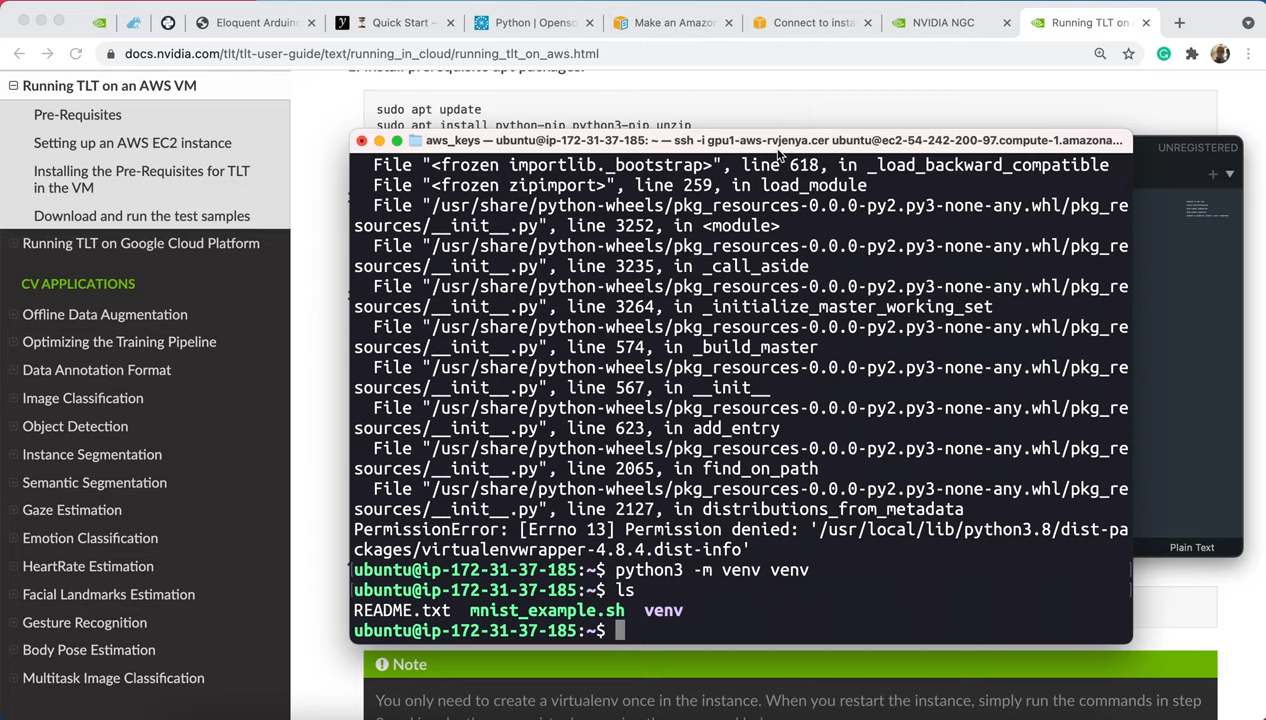 Eloquent Arduin
Quick Start –
Python | Openso
Make an Amazon
Connect to insta
NVIDIA NGC
Running TLT on
docs.nvidia.com/tlt/tlt-user-guide/text/running_in_cloud/running_tlt_on_aws.html
Running TLT on an AWS VM
Pre-Requisites
Setting up an AWS EC2 instance
Installing the Pre-Requisites for TLT
in the VM
Download and run the test samples
Running TLT on Google Cloud Platform
CV APPLICATIONS
Offline Data Augmentation
Optimizing the Training Pipeline
Data Annotation Format
Image Classification
Object Detection
Instance Segmentation
Semantic Segmentation
Gaze Estimation
Emotion Classification
HeartRate Estimation
Facial Landmarks Estimation
Gesture Recognition
Body Pose Estimation
Multitask Image Classification
sudo apt update
sudo apt install python-pip python3-pip unzip
aws_keys — ubuntu@ip-172-31-37-185: ~ — ssh -i gpu1-aws-rvjenya.cer ubuntu@ec2-54-242-200-97.compute-1.amazona...
File "<frozen importlib._bootstrap>", line 618, in _load_backward_compatible
File "<frozen zipimport>", line 259, in load_module
File "/usr/share/python-wheels/pkg_resources-0.0.0-py2.py3-none-any.whl/pkg_re
sources/__init__.py", line 3252, in <module>
File "/usr/share/python-wheels/pkg_resources-0.0.0-py2.py3-none-any.whl/pkg_re
sources/__init__.py", line 3235, in _call_aside
File "/usr/share/python-wheels/pkg_resources-0.0.0-py2.py3-none-any.whl/pkg_re
sources/__init__.py", line 3264, in _initialize_master_working_set
File "/usr/share/python-wheels/pkg_resources-0.0.0-py2.py3-none-any.whl/pkg_re
sources/__init__.py", line 574, in _build_master
File "/usr/share/python-wheels/pkg_resources-0.0.0-py2.py3-none-any.whl/pkg_re
sources/__init__.py", line 567, in __init__
File "/usr/share/python-wheels/pkg_resources-0.0.0-py2.py3-none-any.whl/pkg_re
sources/__init__.py", line 623, in add_entry
File "/usr/share/python-wheels/pkg_resources-0.0.0-py2.py3-none-any.whl/pkg_re
sources/__init__.py", line 2065, in find_on_path
File "/usr/share/python-wheels/pkg_resources-0.0.0-py2.py3-none-any.whl/pkg_re
sources/__init__.py", line 2127, in distributions_from_metadata
PermissionError: [Errno 13] Permission denied: '/usr/local/lib/python3.8/dist-pa
ckages/virtualenvwrapper-4.8.4.dist-info'
ubuntu@ip-172-31-37-185:~$ python3 -m venv venv
ubuntu@ip-172-31-37-185:~$ ls
README.txt mnist_example.sh venv
ubuntu@ip-172-31-37-185:~$
UNREGISTERED
Plain Text
Note
You only need to create a virtualenv once in the instance. When you restart the instance, simply run the commands in step